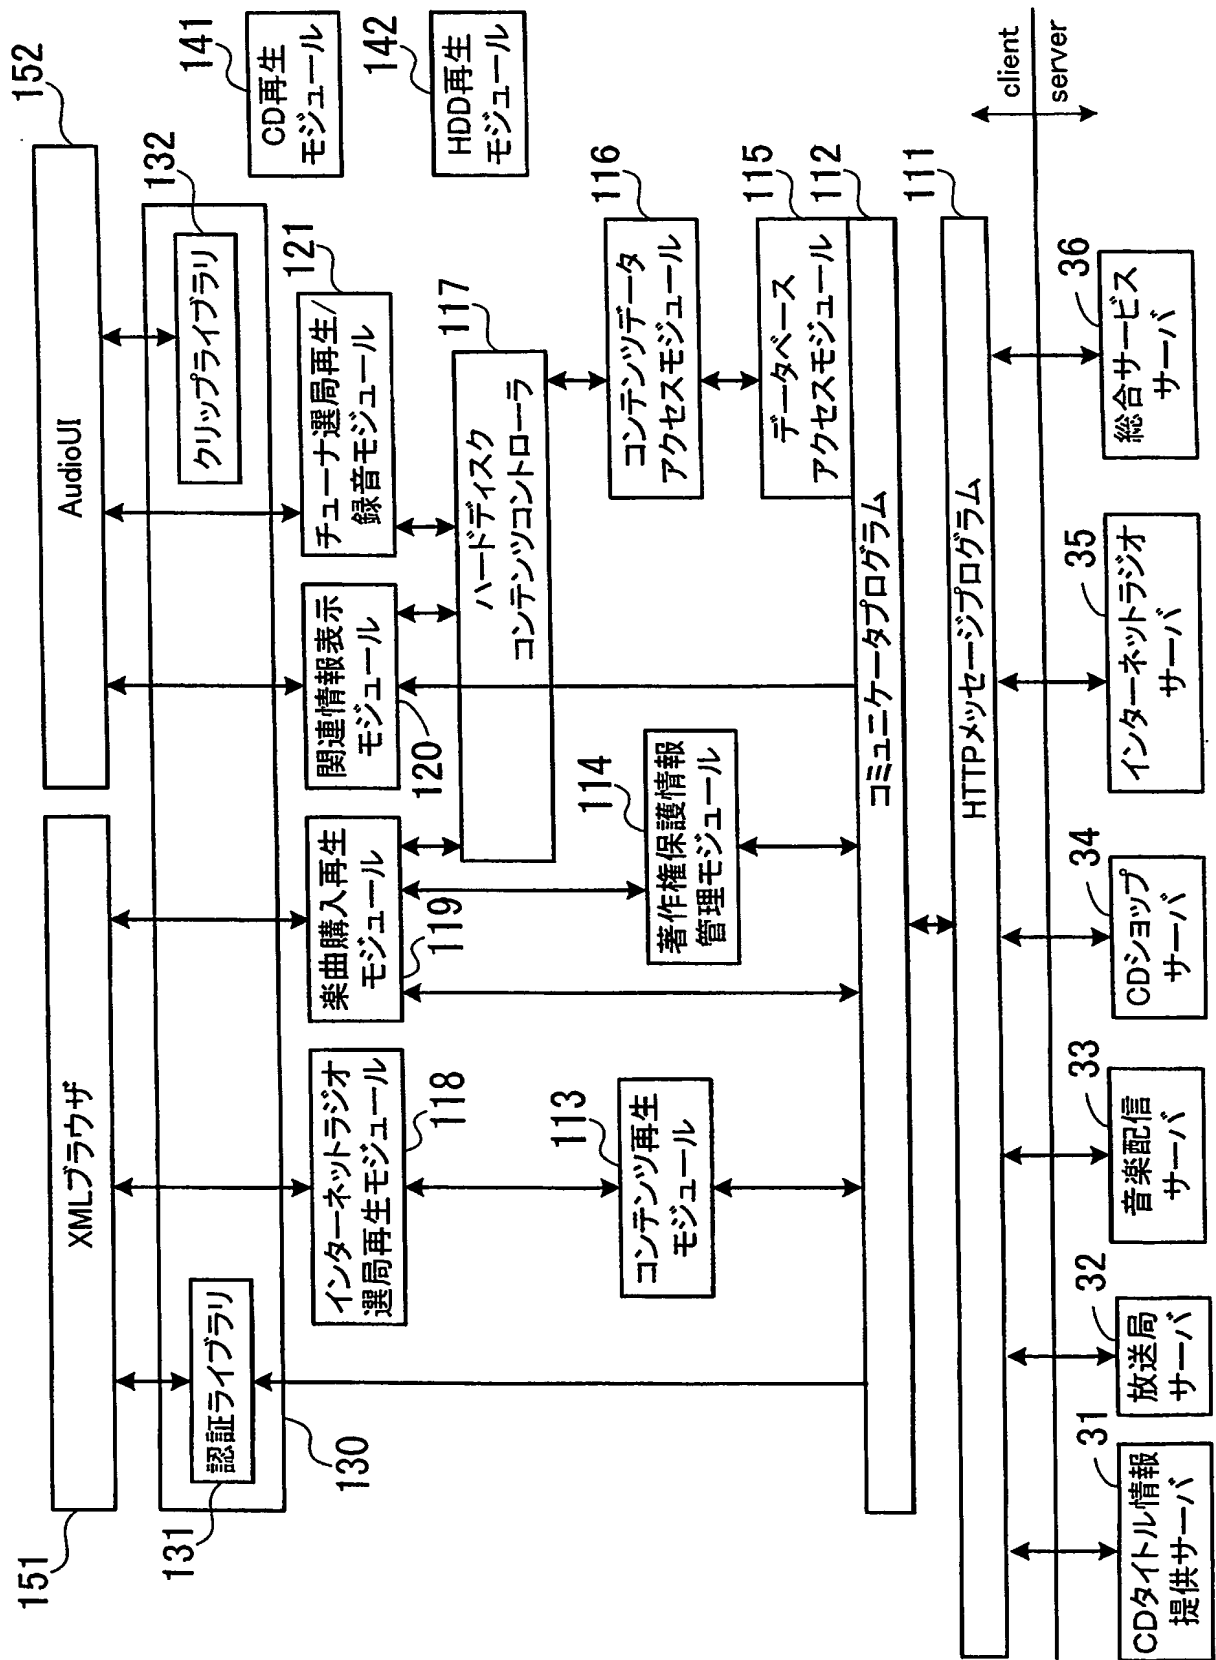 151
XMLブラウザ
AudioUI
152
131
認証ライブラリ
130
クリップライブラリ
132
CD再生
モジュール
141
HDD再生
モジュール
142
インターネットラジオ
選局再生モジュール
118
楽曲購入再生
モジュール
119
関連情報表示
モジュール
120
チューナ選局再生/
録音モジュール
121
ハードディスク
コンテンツコントローラ
117
コンテンツ再生
モジュール
113
著作権保護情報
管理モジュール
114
コンテンツデータ
アクセスモジュール
116
データベース
アクセスモジュール
115
コミュニケータプログラム
112
HTTPメッセージプログラム
111
client
server
CDタイトル情報
提供サーバ
31
放送局
サーバ
32
音楽配信
サーバ
33
CDショップ
サーバ
34
インターネットラジオ
サーバ
35
総合サービス
サーバ
36